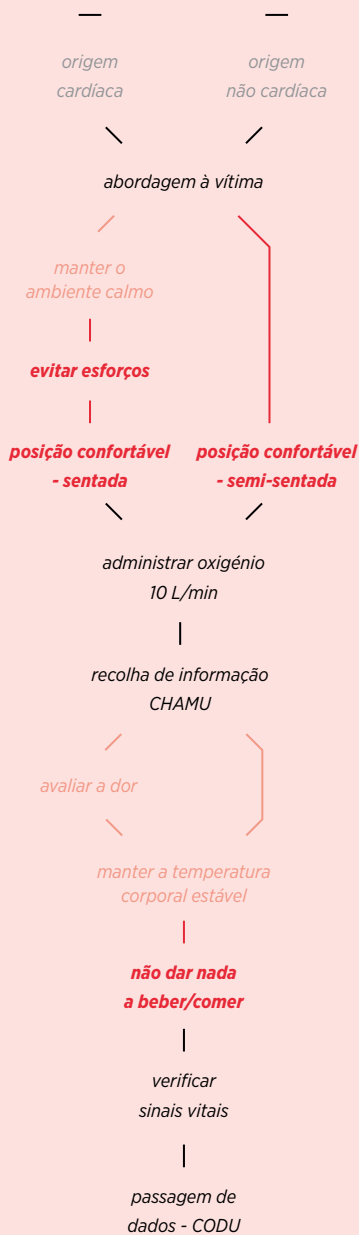 origem
cardíaca
origem
não cardíaca
abordagem à vítima
manter o
ambiente calmo
evitar esforços
posição confortável
- sentada
posição confortável
- semi-sentada
administrar oxigénio
10 L/min
recolha de informação
CHAMU
avaliar a dor
manter a temperatura
corporal estável
não dar nada
a beber/comer
verificar
sinais vitais
passagem de
dados - CODU